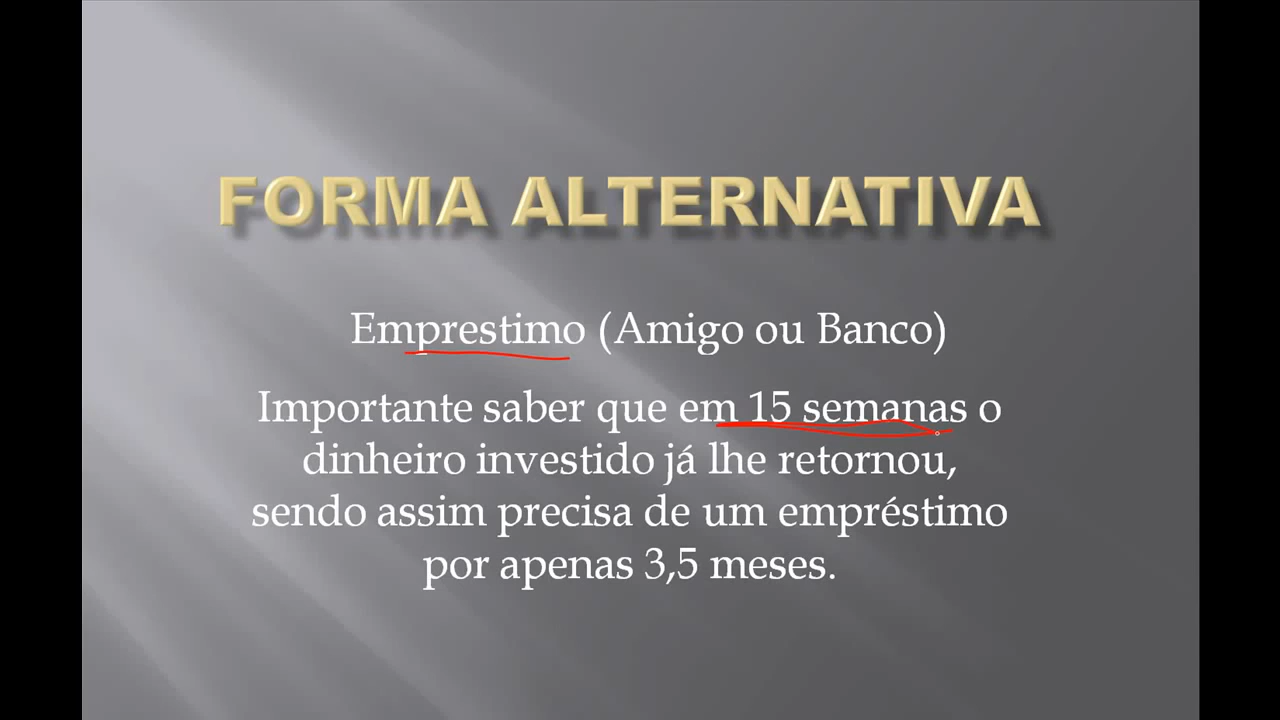 FORMA ALTERNATIVA
Emprestimo (Amigo ou Banco)
Importante saber que em 15 semanas o
dinheiro investido já lhe retornou,
sendo assim precisa de um empréstimo
por apenas 3,5 meses.